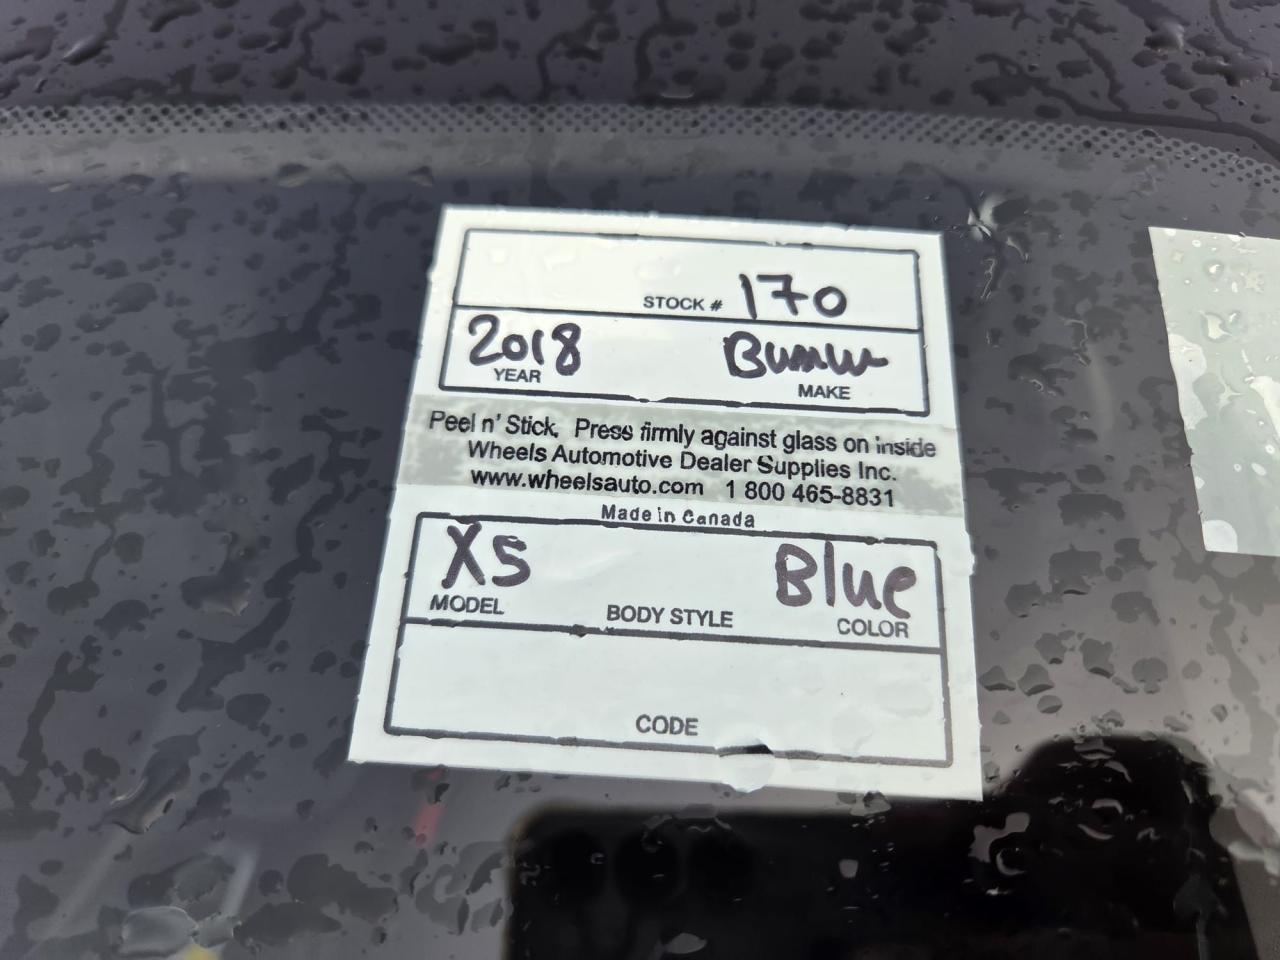 STOCK # 170
2018 Bumw
YEAR MAKE
Peel n' Stick. Press firmly against glass on inside
Wheels Automotive Dealer Supplies Inc.
www.wheelsauto.com 1 800 465-8831
Made in Canada
X5 Blue
MODEL BODY STYLE COLOR
CODE